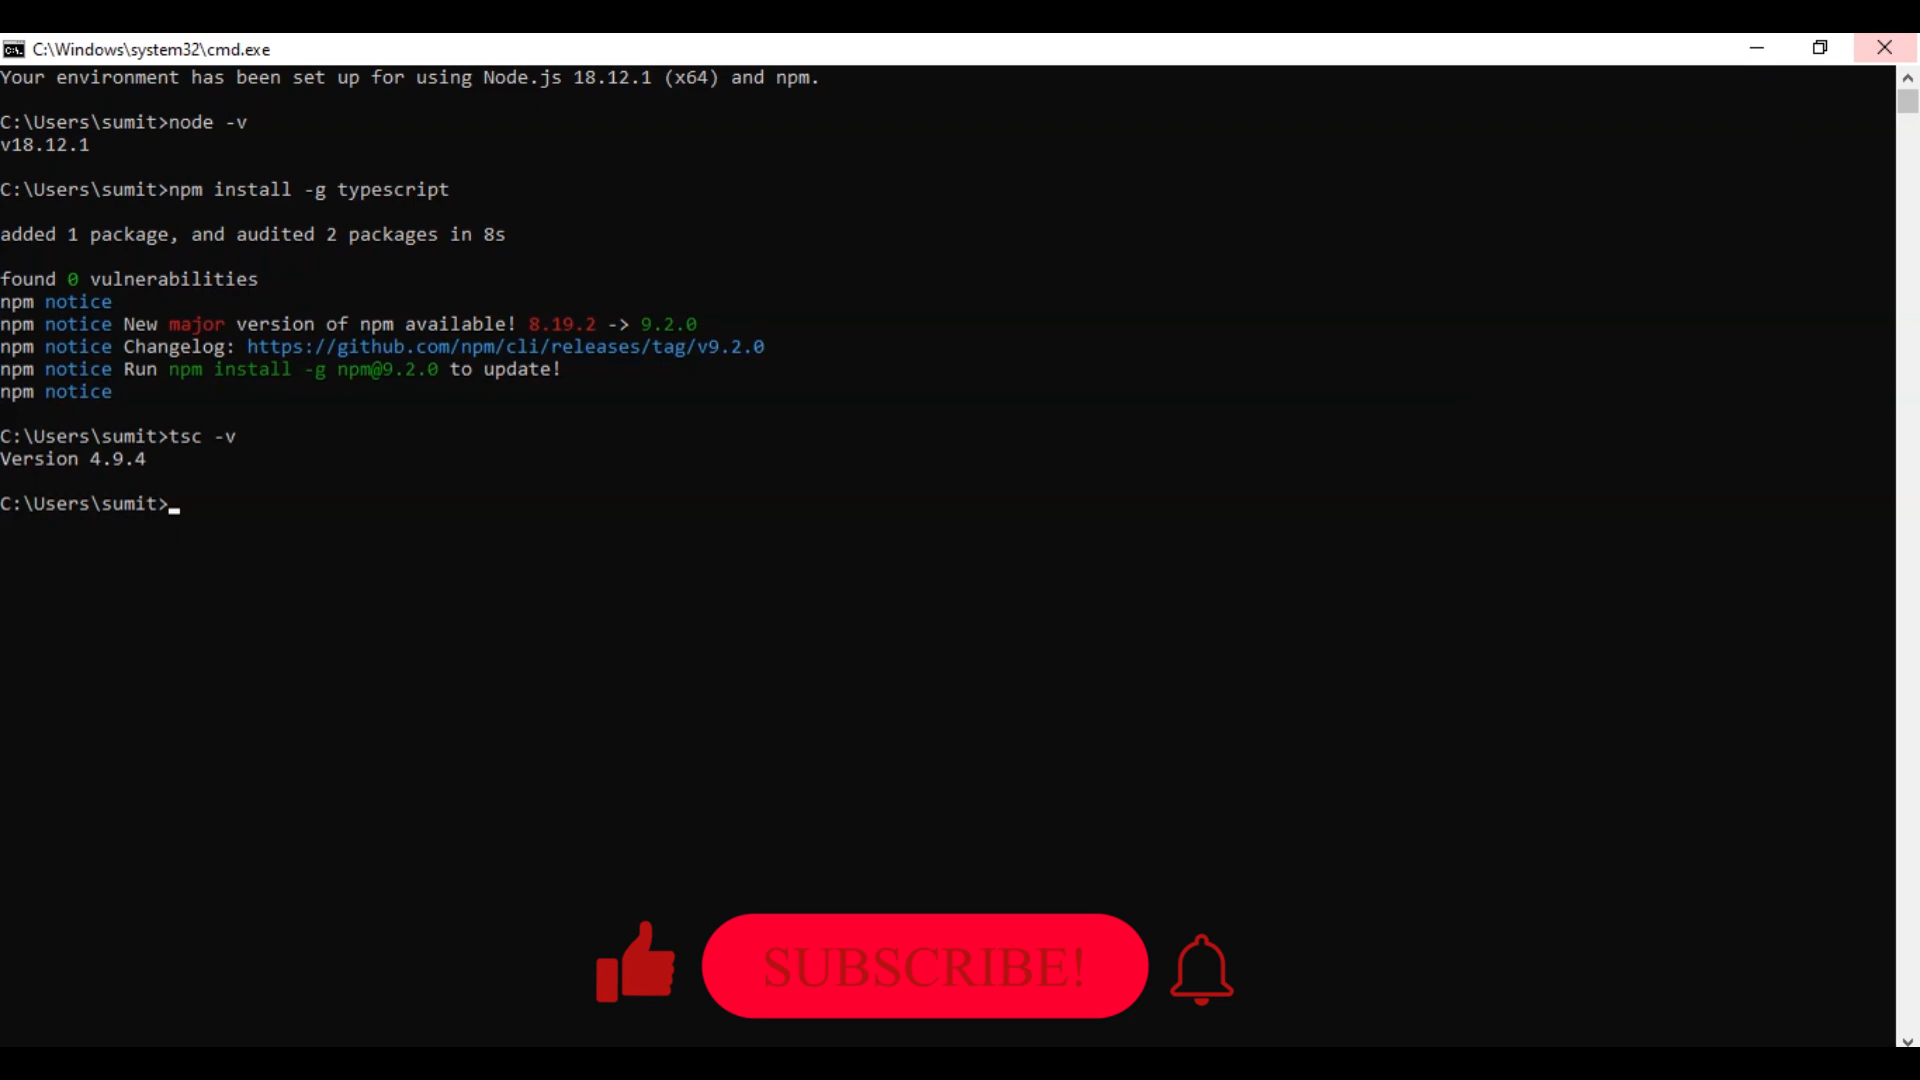 C:\Windows\system32\cmd.exe
Your environment has been set up for using Node.js 18.12.1 (x64) and npm.
C:\Users\sumit>node -v
v18.12.1
C:\Users\sumit>npm install -g typescript
added 1 package, and audited 2 packages in 8s
found 0 vulnerabilities
npm notice
npm notice New major version of npm available! 8.19.2 -> 9.2.0
npm notice Changelog: https://github.com/npm/cli/releases/tag/v9.2.0
npm notice Run npm install -g npm@9.2.0 to update!
npm notice
C:\Users\sumit>tsc -v
Version 4.9.4
C:\Users\sumit>
SUBSCRIBE!